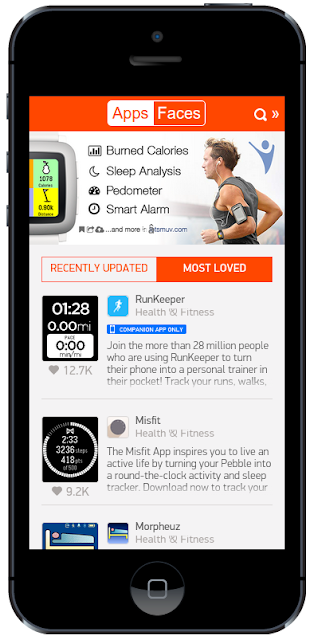 Apps Faces
»
1078
Calories
0.90k
Distance
Burned Calories
Sleep Analysis
Pedometer
Smart Alarm
...and more in
RECENTLY UPDATED
MOST LOVED
01:28
0.00mi
PACE
0:00
min/mi
12.7K
RunKeeper
Health & Fitness
COMPANION APP ONLY
Join the more than 28 million people
who are using RunKeeper to turn
their phone into a personal trainer in
their pocket! Track your runs, walks,
2:33
3236 steps
418 pts
of 500
9.2K
Misfit
Health & Fitness
The Misfit App inspires you to live an
active life by turning your Pebble into
a round-the-clock activity and sleep
tracker. Download now to track your
Morpheuz
Health & Fitness